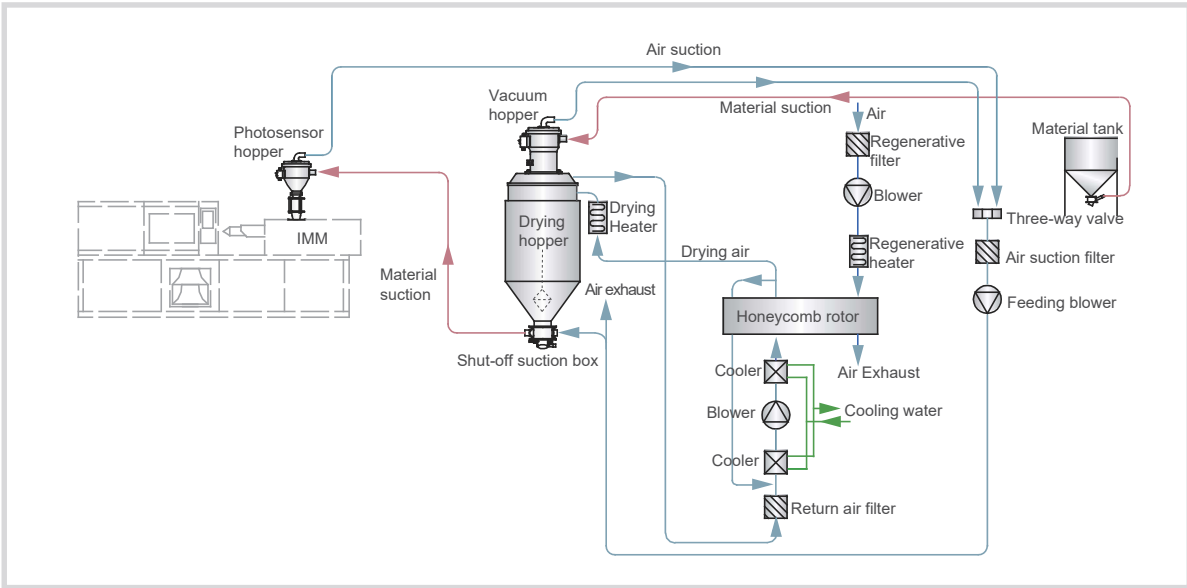 Air suction
Vacuum
hopper
Material suction
Air
Photosensor
hopper
Regenerative
filter
Material tank
Blower
Drying
hopper
Drying
Heater
Three-way valve
IMM
Drying air
Regenerative
heater
Air suction filter
Material
suction
Air exhaust
Feeding blower
Honeycomb rotor
Shut-off suction box
Cooler
Air Exhaust
Blower
Cooling water
Cooler
Return air filter